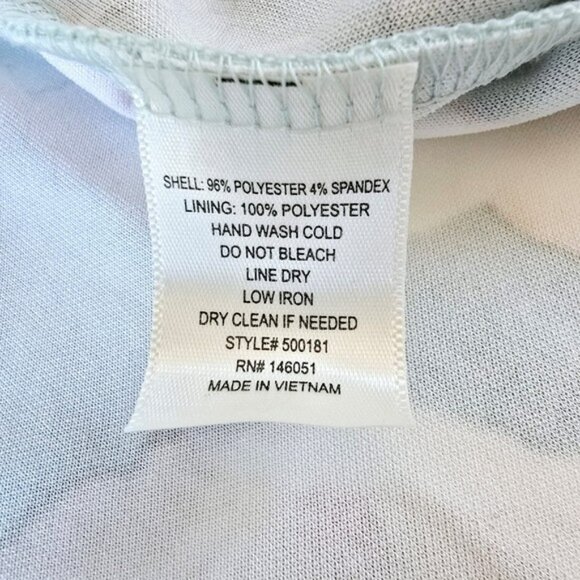 SHELL: 96% POLYESTER 4% SPANDEX
LINING: 100% POLYESTER
HAND WASH COLD
DO NOT BLEACH
LINE DRY
LOW IRON
DRY CLEAN IF NEEDED
STYLE# 500181
RN# 146051
MADE IN VIETNAM